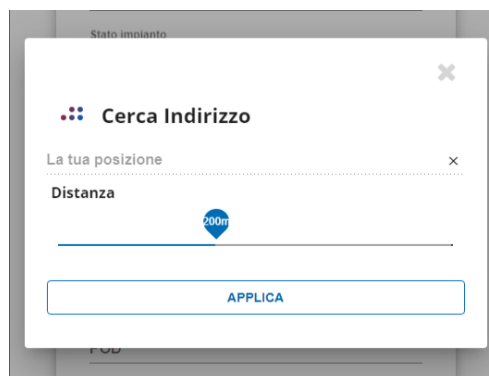 Stato impianto
Cerca Indirizzo
La tua posizione
Distanza
200m
APPLICA
POD